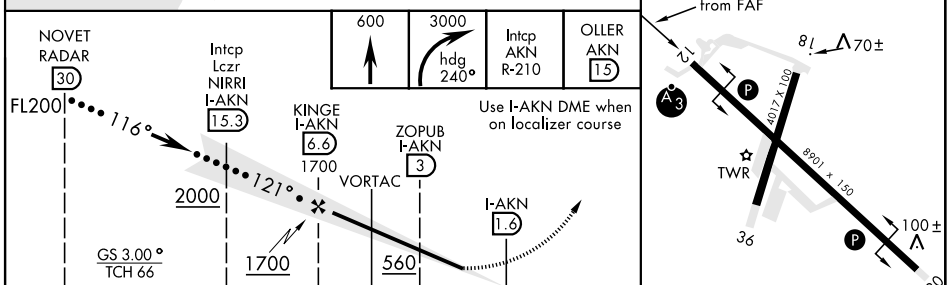 NOVET
RADAR
30
FL200
116°
Intcp
Lczr
NIRRI
I-AKN
15.3
2000
121°
GS 3.00°
TCH 66
KINGE
I-AKN
6.6
1700
1700
VORTAC
ZOPUB
I-AKN
3
560
I-AKN
1.6
600
3000
hdg
240°
Intcp
AKN
R-210
OLLER
AKN
15
Use I-AKN DME when
on localizer course
from FAF
12
18
70±
A3
P
4017 X 100
TWR
8901 x 150
36
P
100±